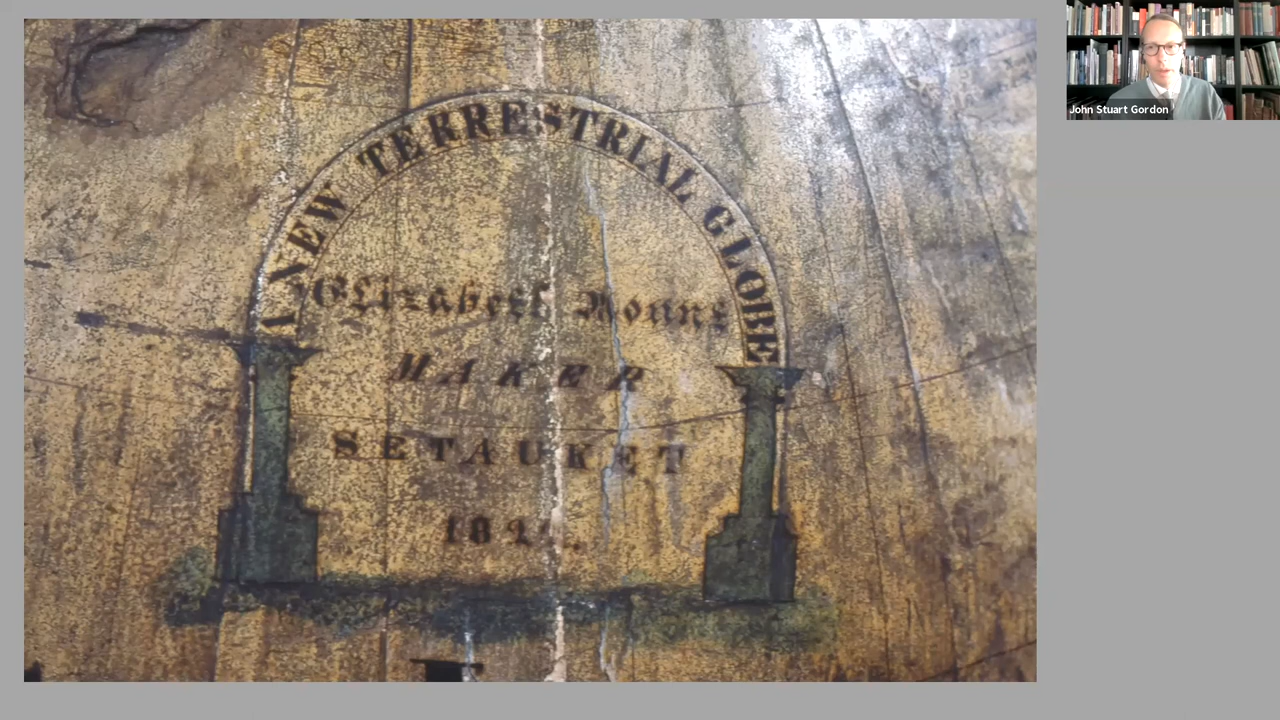 A NEW TERRESTRIAL GLOBE
Elizabeth Mount
MAKER
SETAUKET
John Stuart Gordon